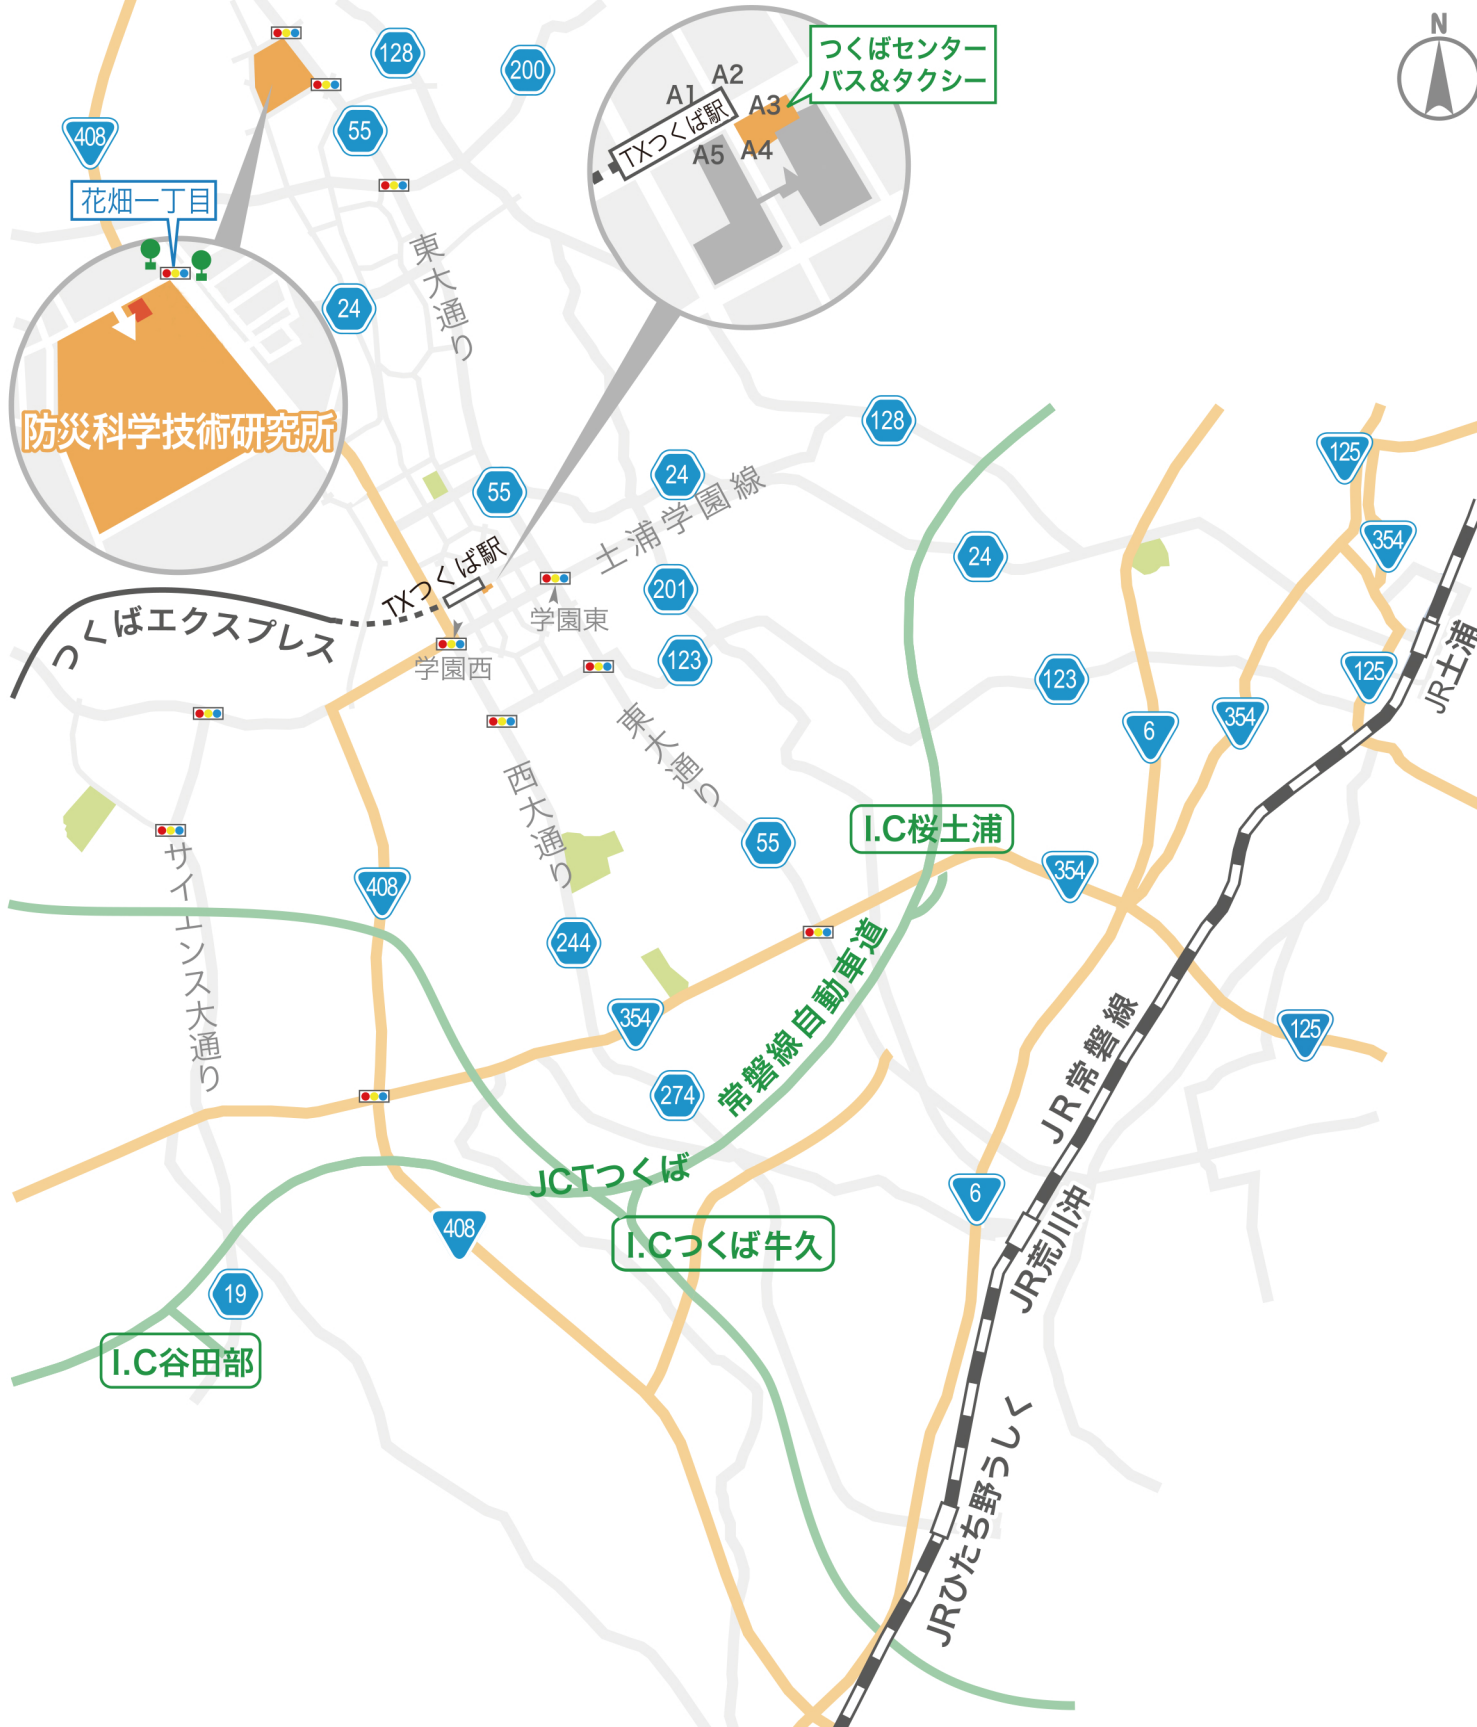 N
128
200
つくばセンター
バス＆タクシー
A1
A2
A3
A4
A5
TXつくば駅
408
55
花畑一丁目
東大通り
24
防災科学技術研究所
128
125
55
24
土浦学園線
354
24
TXつくば駅
201
学園東
つくばエクスプレス
学園西
123
123
125
JR土浦
354
6
東大通り
西大通り
I.C桜土浦
55
サイエンス大通り
408
354
244
常磐線自動車道
354
JR常磐線
125
274
JCTつくば
6
408
I.Cつくば牛久
JR荒川沖
19
I.C谷田部
JRひたち野うしく